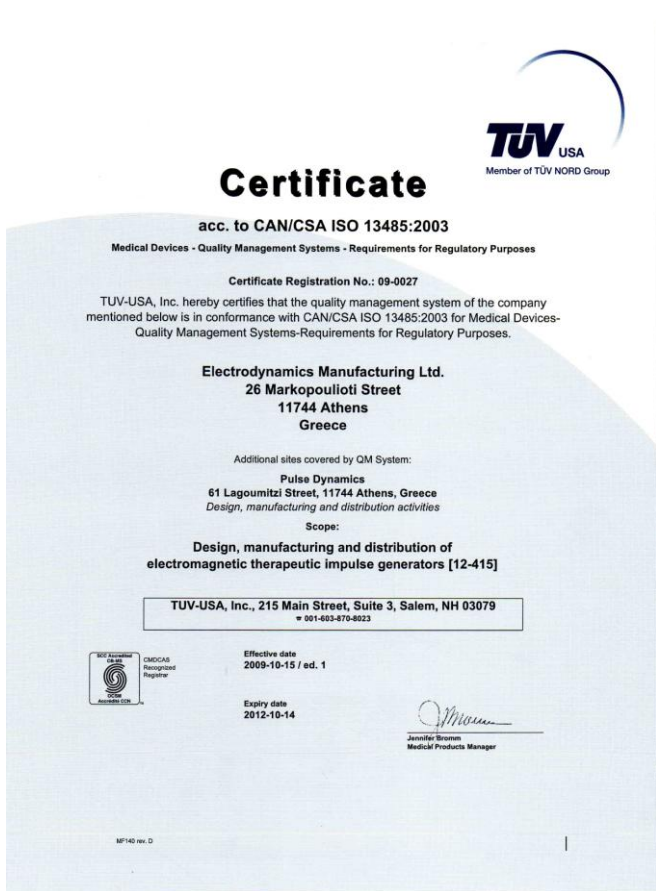 TÜV USA
Member of TÜV NORD Group
Certificate
acc. to CAN/CSA ISO 13485:2003
Medical Devices - Quality Management Systems - Requirements for Regulatory Purposes
Certificate Registration No.: 09-0027
TUV-USA, Inc. hereby certifies that the quality management system of the company
mentioned below is in conformance with CAN/CSA ISO 13485:2003 for Medical Devices-
Quality Management Systems-Requirements for Regulatory Purposes.
Electrodynamics Manufacturing Ltd.
26 Markopoulioti Street
11744 Athens
Greece
Additional sites covered by QM System:
Pulse Dynamics
61 Lagoumitzi Street, 11744 Athens, Greece
Design, manufacturing and distribution activities
Scope:
Design, manufacturing and distribution of
electromagnetic therapeutic impulse generators [12-415]
TUV-USA, Inc., 215 Main Street, Suite 3, Salem, NH 03079
☎ 001-603-870-8023
SCC Accredited
CB-MS
OCSM
Accrédité CCN
CMDCAS
Recognized
Registrar
Effective date
2009-10-15 / ed. 1
Expiry date
2012-10-14
Jennifer Bromm
Medical Products Manager
MF140 rev. D